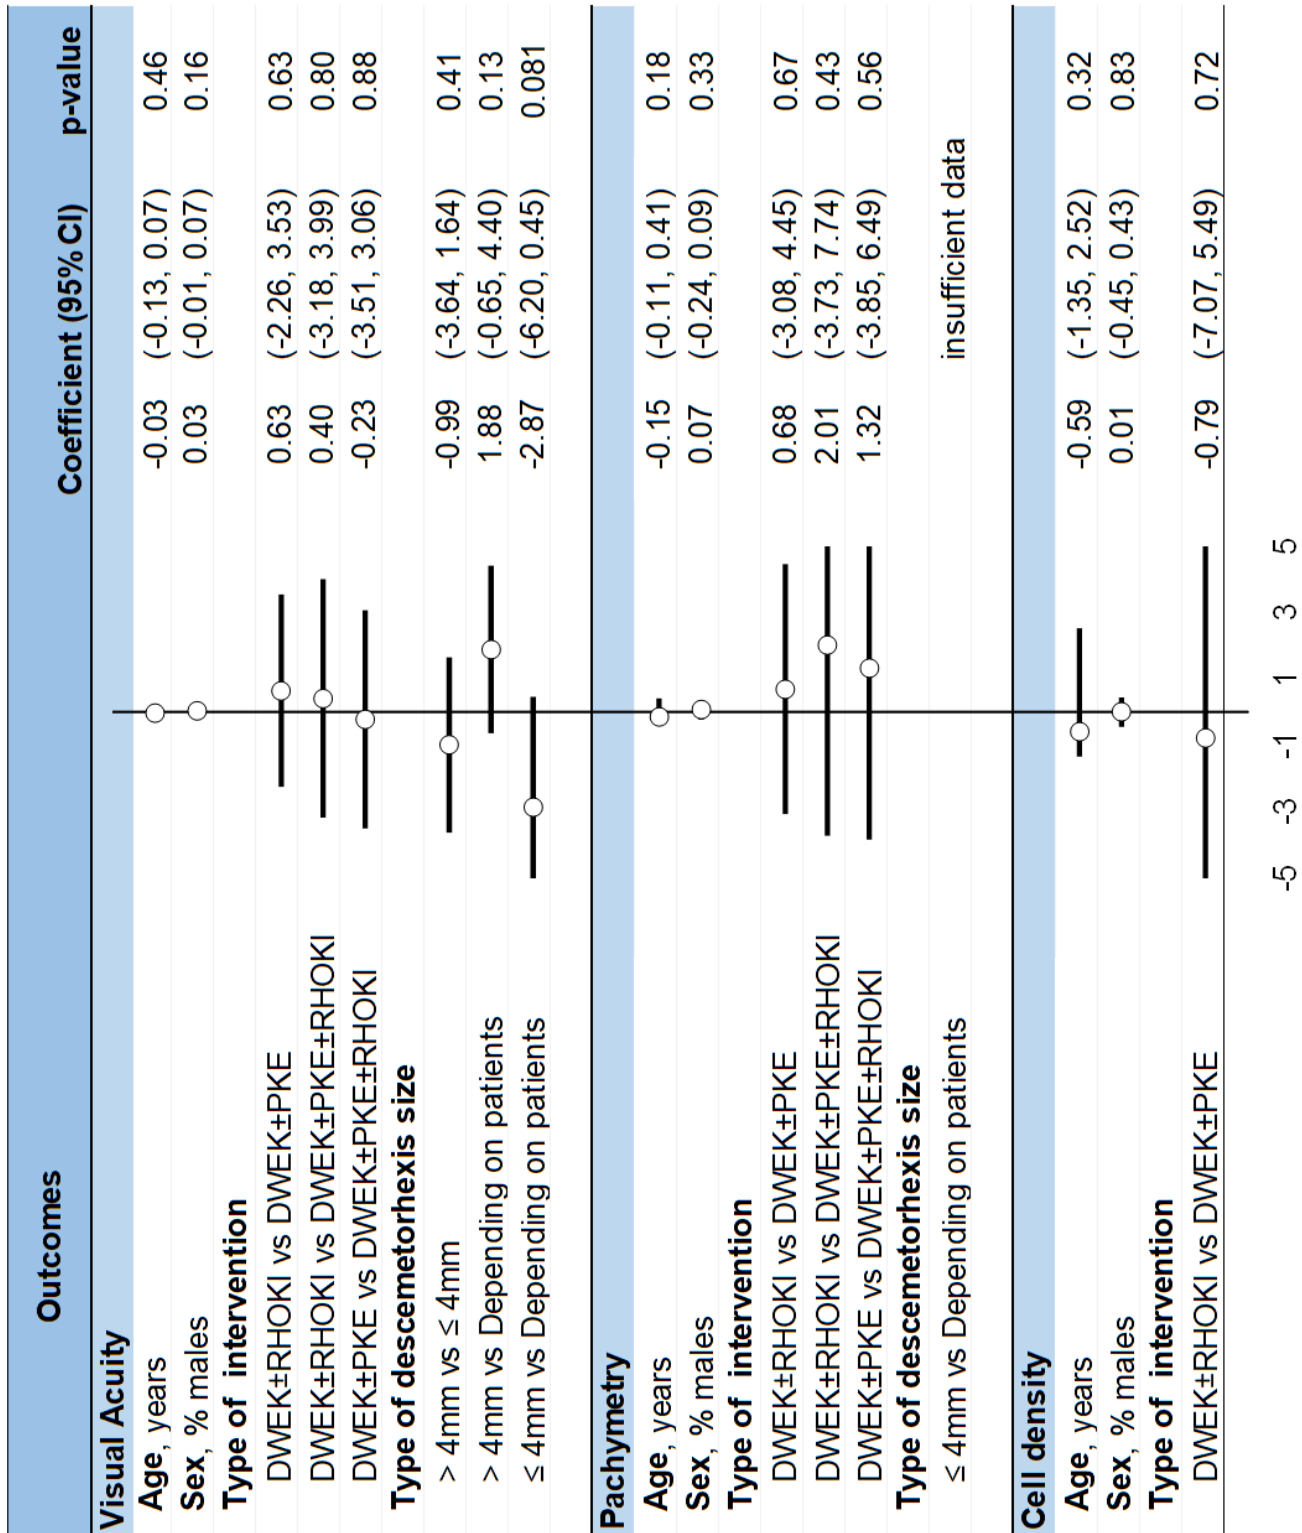 Outcomes Coefficient (95% CI) p-value
Visual Acuity
Age, years -0.03 (-0.13, 0.07) 0.46
Sex, % males 0.03 (-0.01, 0.07) 0.16
Type of intervention
DWEK±RHOKI vs DWEK±PKE 0.63 (-2.26, 3.53) 0.63
DWEK±RHOKI vs DWEK±PKE±RHOKI 0.40 (-3.18, 3.99) 0.80
DWEK±PKE vs DWEK±PKE±RHOKI -0.23 (-3.51, 3.06) 0.88
Type of descemetorhexis size
> 4mm vs ≤ 4mm -0.99 (-3.64, 1.64) 0.41
> 4mm vs Depending on patients 1.88 (-0.65, 4.40) 0.13
≤ 4mm vs Depending on patients -2.87 (-6.20, 0.45) 0.081
Pachymetry
Age, years -0.15 (-0.11, 0.41) 0.18
Sex, % males 0.07 (-0.24, 0.09) 0.33
Type of intervention
DWEK±RHOKI vs DWEK±PKE 0.68 (-3.08, 4.45) 0.67
DWEK±RHOKI vs DWEK±PKE±RHOKI 2.01 (-3.73, 7.74) 0.43
DWEK±PKE vs DWEK±PKE±RHOKI 1.32 (-3.85, 6.49) 0.56
Type of descemetorhexis size
≤ 4mm vs Depending on patients insufficient data
Cell density
Age, years -0.59 (-1.35, 2.52) 0.32
Sex, % males 0.01 (-0.45, 0.43) 0.83
Type of intervention
DWEK±RHOKI vs DWEK±PKE -0.79 (-7.07, 5.49) 0.72
-5 -3 -1 1 3 5